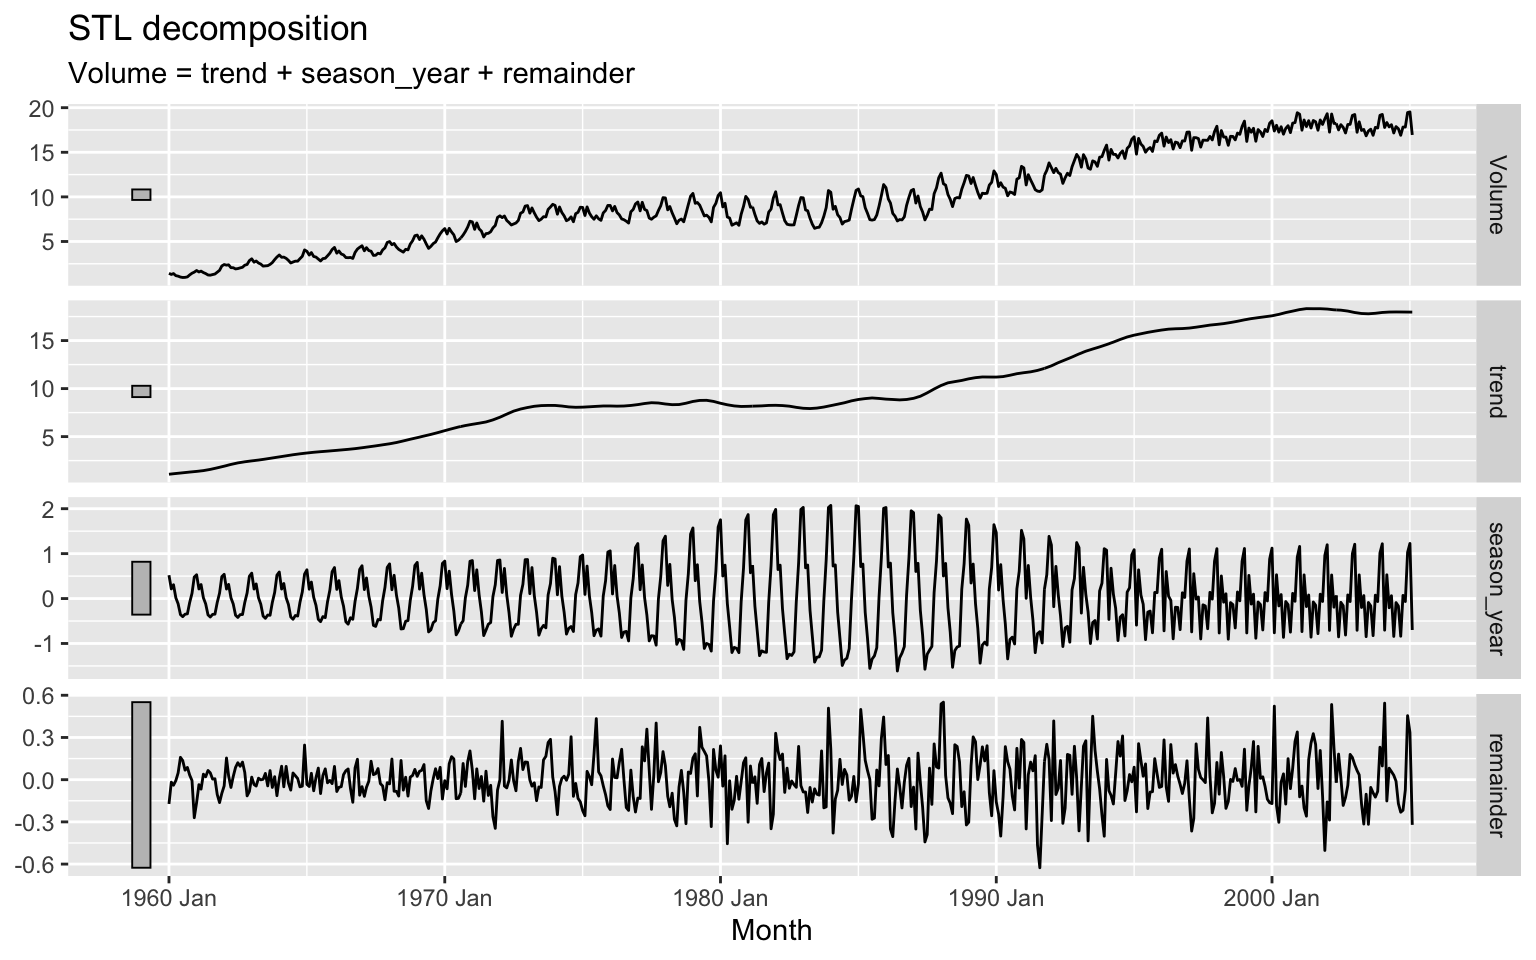 STL decomposition
Volume = trend + season_year + remainder
20
15
10
5
Volume
15
10
5
trend
2
1
0
-1
season_year
0.6
0.3
0.0
-0.3
-0.6
remainder
1960 Jan 1970 Jan 1980 Jan 1990 Jan 2000 Jan
Month